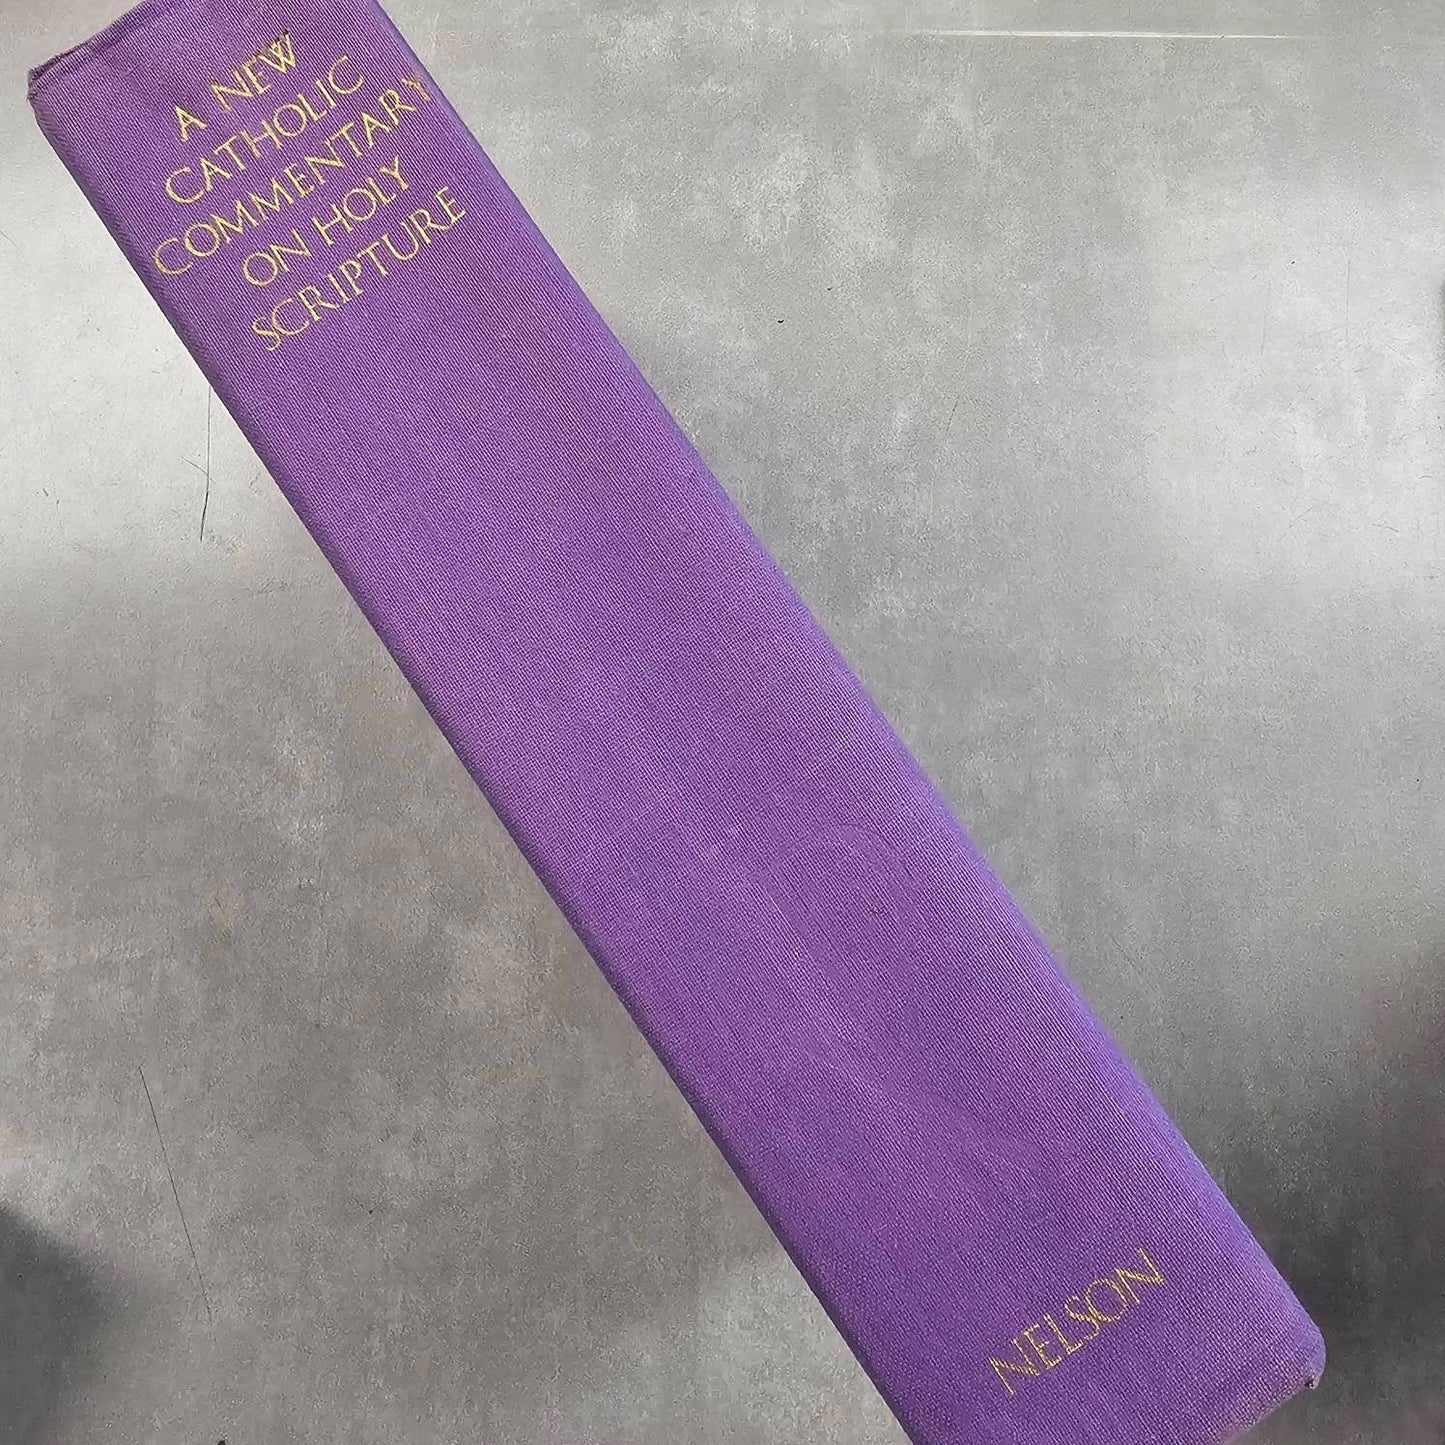 A NEW
CATHOLIC
COMMENTARY
ON HOLY
SCRIPTURE
NELSON